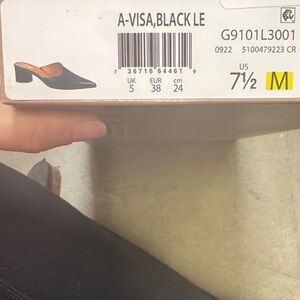 A-VISA,BLACK LE
G9101L3001
0922 5100479223 CR
7 36716 64461 9
UK EUR cm
5 38 24
US
7½ M